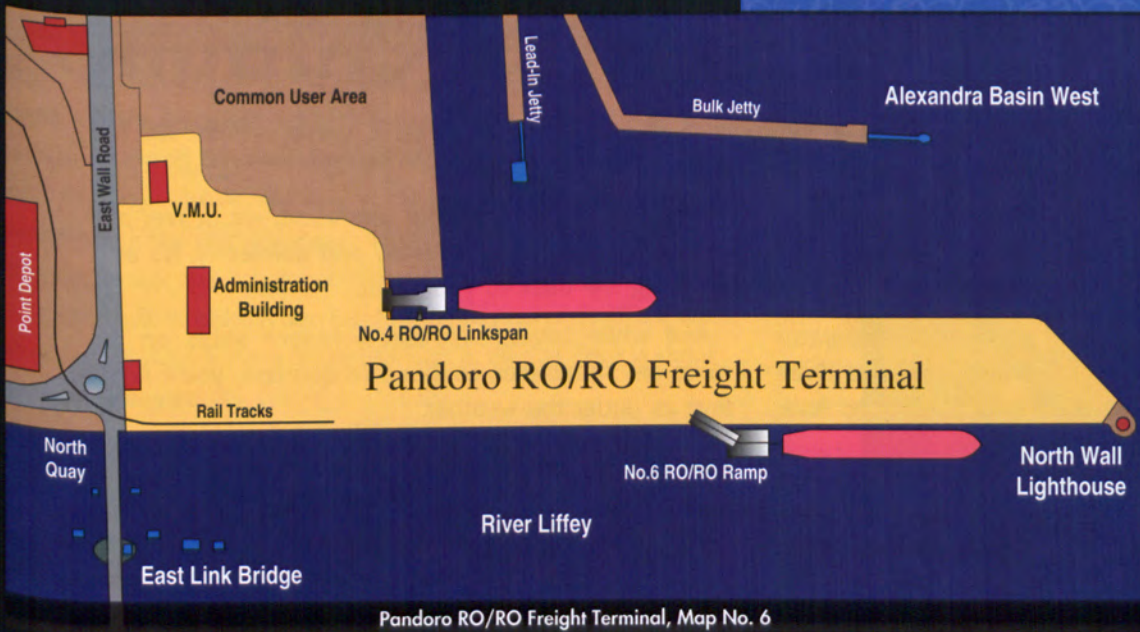 Common User Area
Lead-In Jetty
Bulk Jetty
Alexandra Basin West
East Wall Road
V.M.U.
Point Depot
Administration
Building
No.4 RO/RO Linkspan
Pandoro RO/RO Freight Terminal
Rail Tracks
North
Quay
No.6 RO/RO Ramp
North Wall
Lighthouse
River Liffey
East Link Bridge
Pandoro RO/RO Freight Terminal, Map No. 6